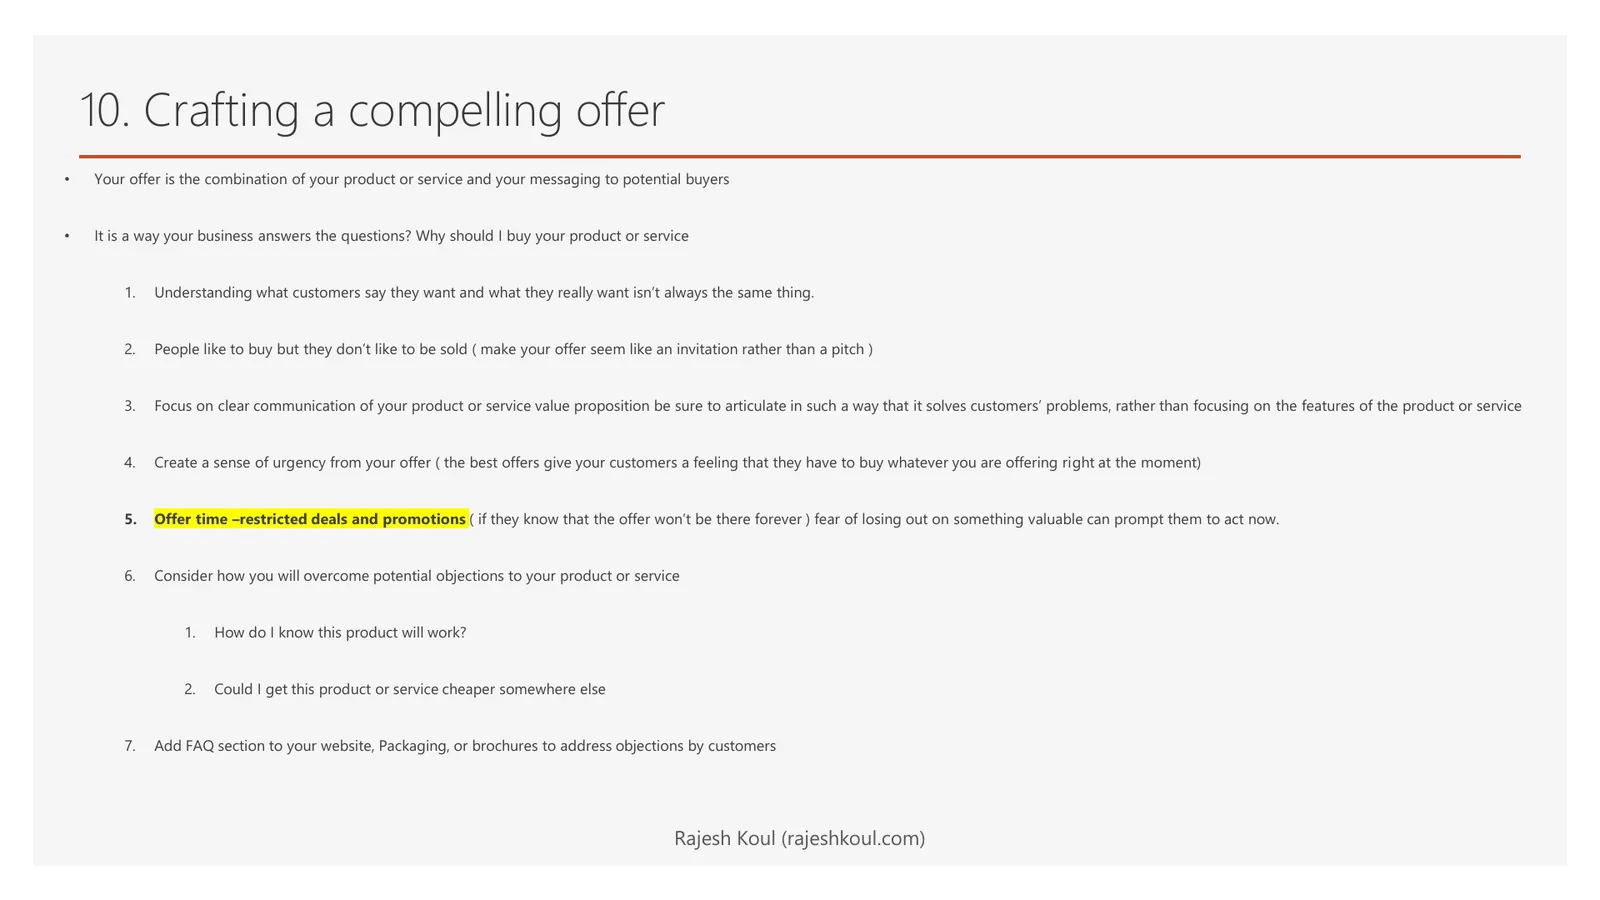 10. Crafting a compelling offer
• Your offer is the combination of your product or service and your messaging to potential buyers
• It is a way your business answers the questions? Why should I buy your product or service
1. Understanding what customers say they want and what they really want isn’t always the same thing.
2. People like to buy but they don’t like to be sold ( make your offer seem like an invitation rather than a pitch )
3. Focus on clear communication of your product or service value proposition be sure to articulate in such a way that it solves customers’ problems, rather than focusing on the features of the product or service
4. Create a sense of urgency from your offer ( the best offers give your customers a feeling that they have to buy whatever you are offering right at the moment)
5. Offer time –restricted deals and promotions ( if they know that the offer won’t be there forever ) fear of losing out on something valuable can prompt them to act now.
6. Consider how you will overcome potential objections to your product or service
1. How do I know this product will work?
2. Could I get this product or service cheaper somewhere else
7. Add FAQ section to your website, Packaging, or brochures to address objections by customers
Rajesh Koul (rajeshkoul.com)